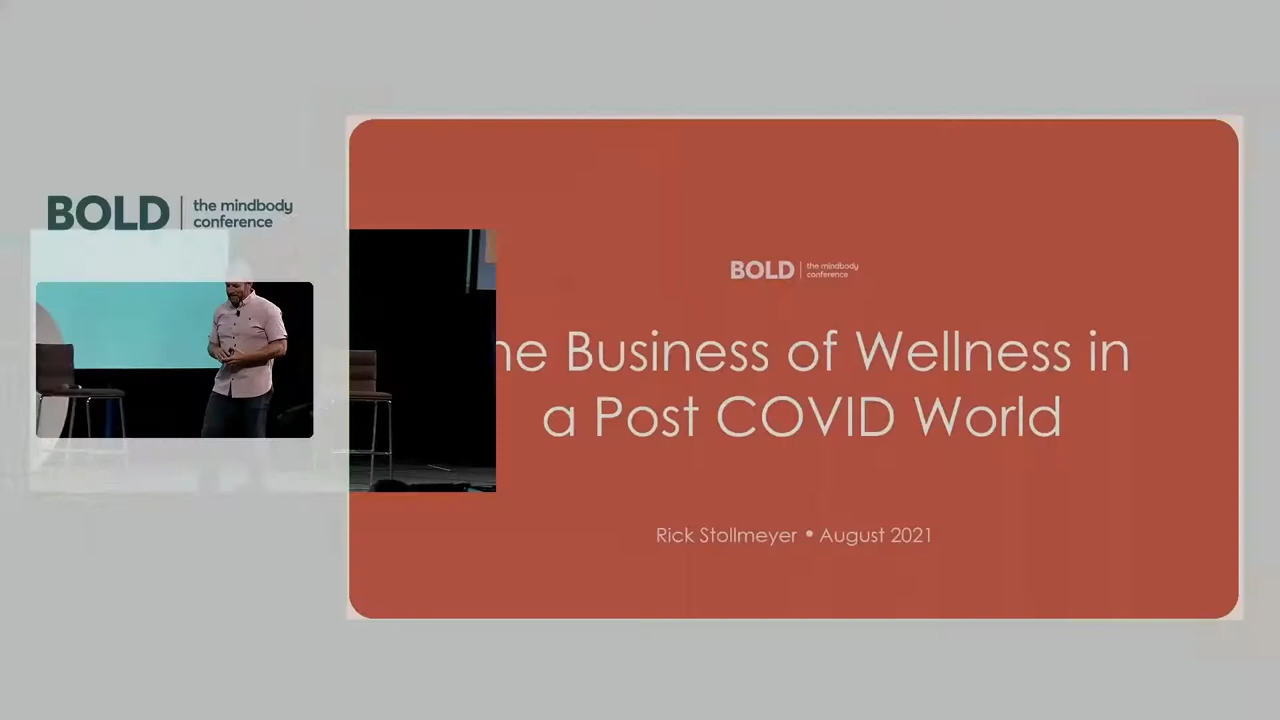 BOLD | the mindbody
conference
BOLD | the mindbody
conference
he Business of Wellness in
a Post COVID World
Rick Stollmeyer • August 2021